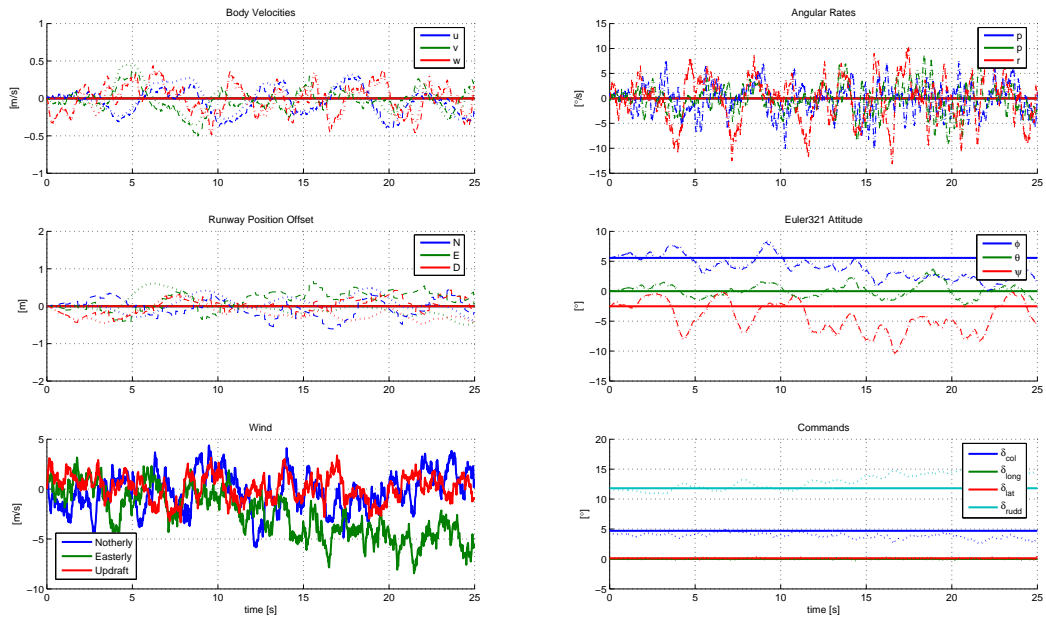 Body Velocities
1
0.5
0
−0.5
−1
[m/s]
0 5 10 15 20 25
u
v
w
Angular Rates
15
10
5
0
−5
−10
−15
[°/s]
0 5 10 15 20 25
p
p
r
Runway Position Offset
2
1
0
−1
−2
[m]
0 5 10 15 20 25
N
E
D
Euler321 Attitude
10
5
0
−5
−10
−15
[°]
0 5 10 15 20 25
ϕ
θ
ψ
Wind
5
0
−5
−10
[m/s]
0 5 10 15 20 25
time [s]
Notherly
Easterly
Updraft
Commands
20
15
10
5
0
−5
[°]
0 5 10 15 20 25
time [s]
δcol
δlong
δlat
δrudd